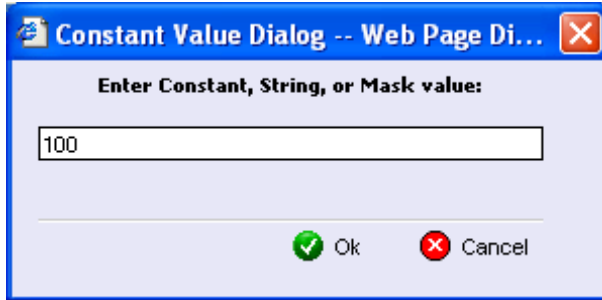 Constant Value Dialog -- Web Page Di...
Enter Constant, String, or Mask value:
100
Ok Cancel